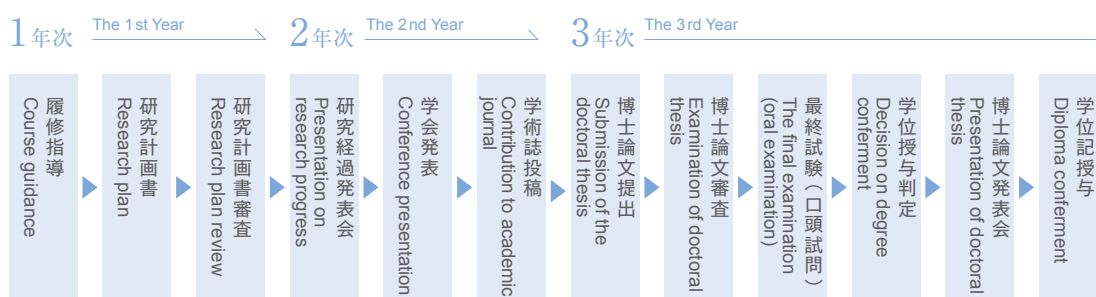 1年次
The 1st Year
2年次
The 2nd Year
3年次
The 3rd Year
履修指導
Course guidance
研究計画書
Research plan
研究計画書審査
Research plan review
研究経過発表会
Presentation on
research progress
学会発表
Conference presentation
学術誌投稿
Contribution to academic
journal
博士論文提出
Submission of the
doctoral thesis
博士論文審査
Examination of doctoral
thesis
最終試験（口頭試問）
The final examination
(oral examination)
学位授与判定
Decision on degree
conferment
博士論文発表会
Presentation of doctoral
thesis
学位記授与
Diploma conferment